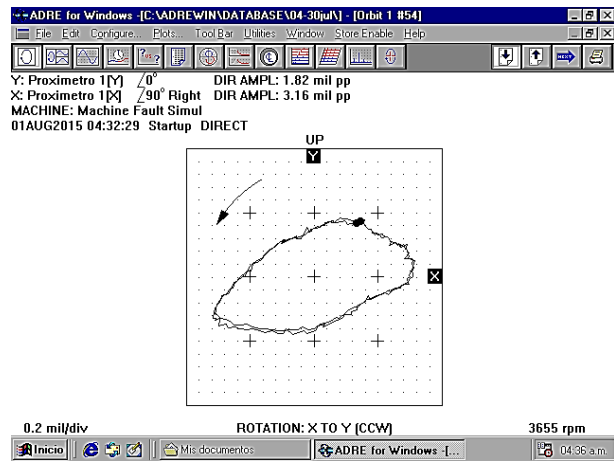 ADRE for Windows -[C:\ADREWIN\DATABASE\04-30jul\] - [Orbit 1 #54]
File Edit Configure... Plots... Tool Bar Utilities Window Store Enable Help
Y: Proximetro 1[Y] ∠0° DIR AMPL: 1.82 mil pp
X: Proximetro 1[X] ∠90° Right DIR AMPL: 3.16 mil pp
MACHINE: Machine Fault Simul
01AUG2015 04:32:29 Startup DIRECT
UP
Y
X
0.2 mil/div ROTATION: X TO Y (CCW) 3655 rpm
Inicio Mis documentos ADRE for Windows -[... 04:36 a.m.